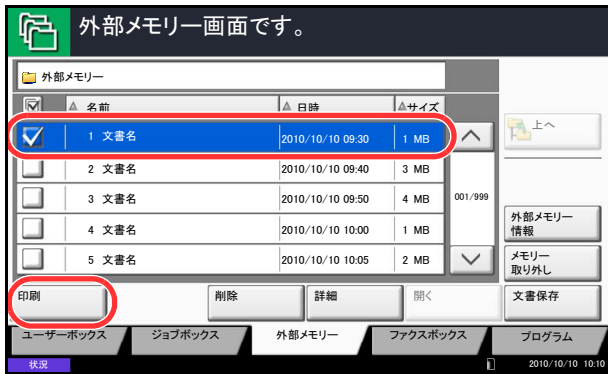 外部メモリー画面です。
外部メモリー
名前 日時 サイズ
1 文書名 2010/10/10 09:30 1 MB
2 文書名 2010/10/10 09:40 3 MB
3 文書名 2010/10/10 09:50 4 MB
4 文書名 2010/10/10 10:00 1 MB
5 文書名 2010/10/10 10:05 2 MB
001/999
上へ
外部メモリー
情報
メモリー
取り外し
印刷 削除 詳細 開く 文書保存
ユーザーボックス ジョブボックス 外部メモリー ファクスボックス プログラム
状況 2010/10/10 10:10